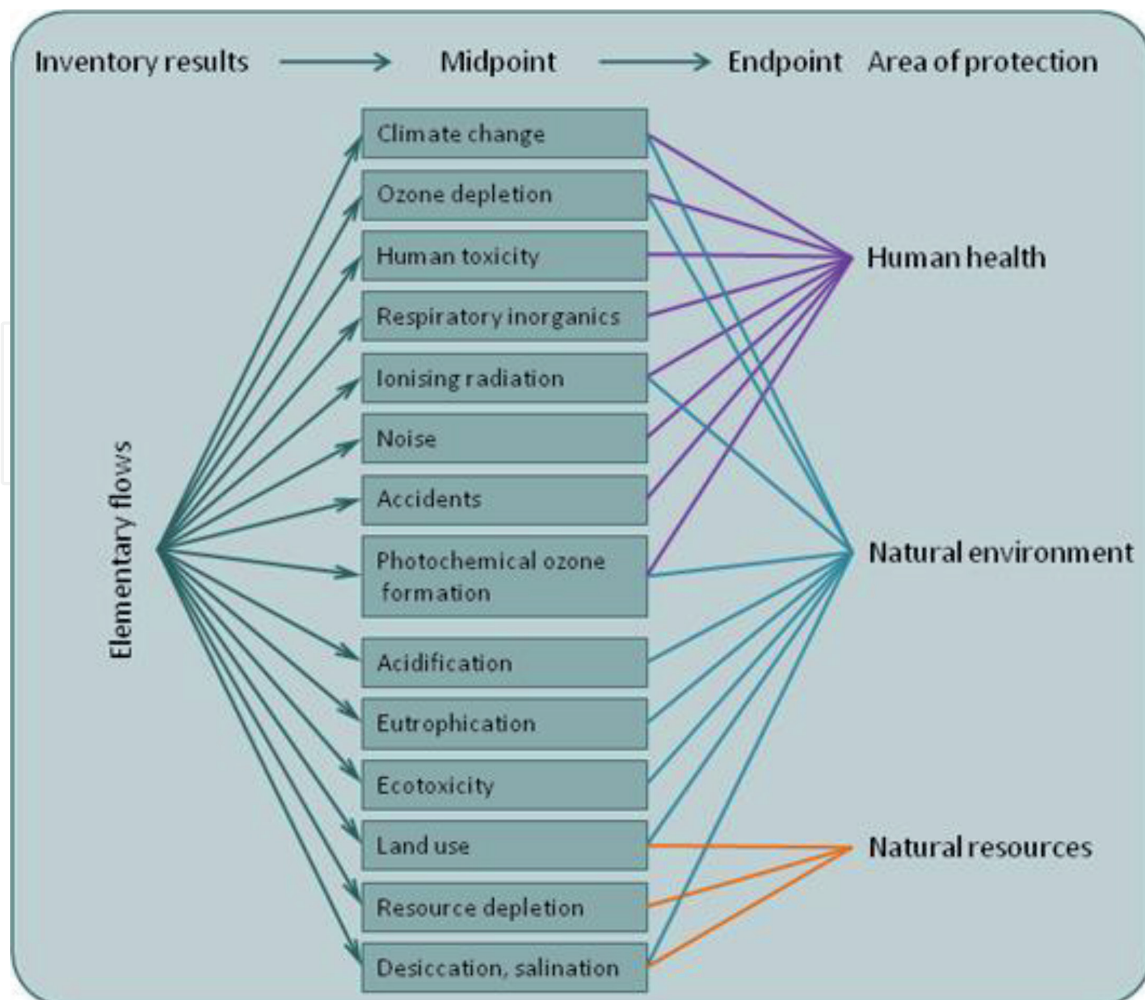 Inventory results Midpoint Endpoint Area of protection
Climate change
Ozone depletion
Human toxicity
Respiratory inorganics
Ionising radiation
Noise
Accidents
Photochemical ozone
formation
Acidification
Eutrophication
Ecotoxicity
Land use
Resource depletion
Desiccation, salination
Elementary flows
Human health
Natural environment
Natural resources